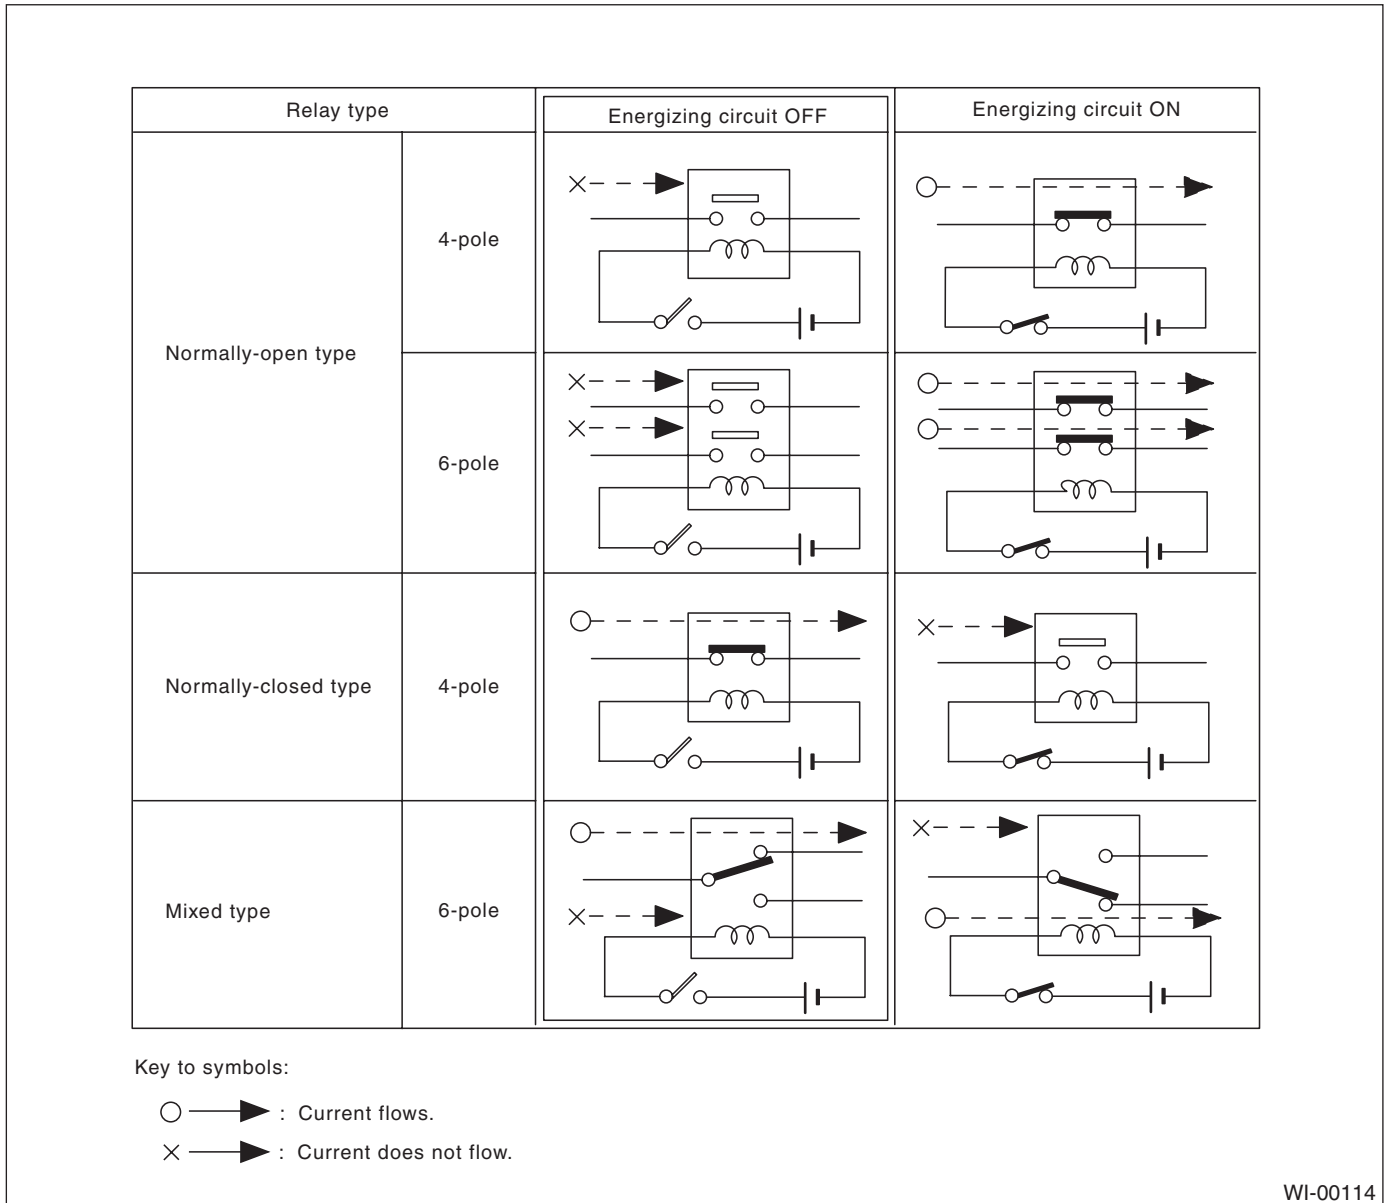 Relay type
Energizing circuit OFF
Energizing circuit ON
Normally-open type
4-pole
6-pole
Normally-closed type
4-pole
Mixed type
6-pole
Key to symbols:
: Current flows.
: Current does not flow.
WI-00114